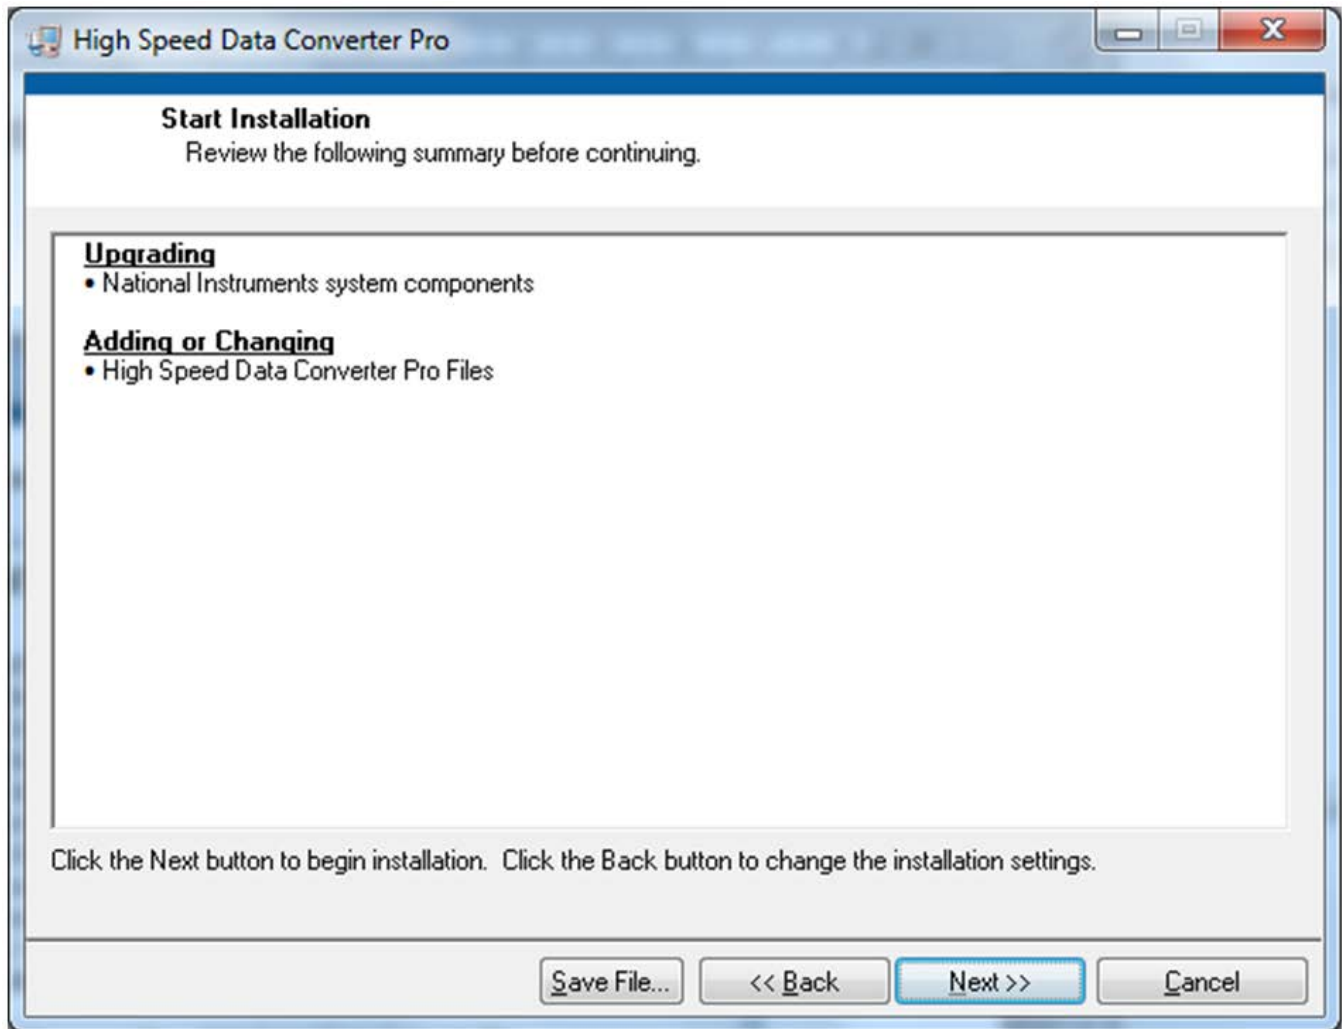 High Speed Data Converter Pro
Start Installation
Review the following summary before continuing.
Upgrading
• National Instruments system components
Adding or Changing
• High Speed Data Converter Pro Files
Click the Next button to begin installation.  Click the Back button to change the installation settings.
Save File... << Back Next >> Cancel